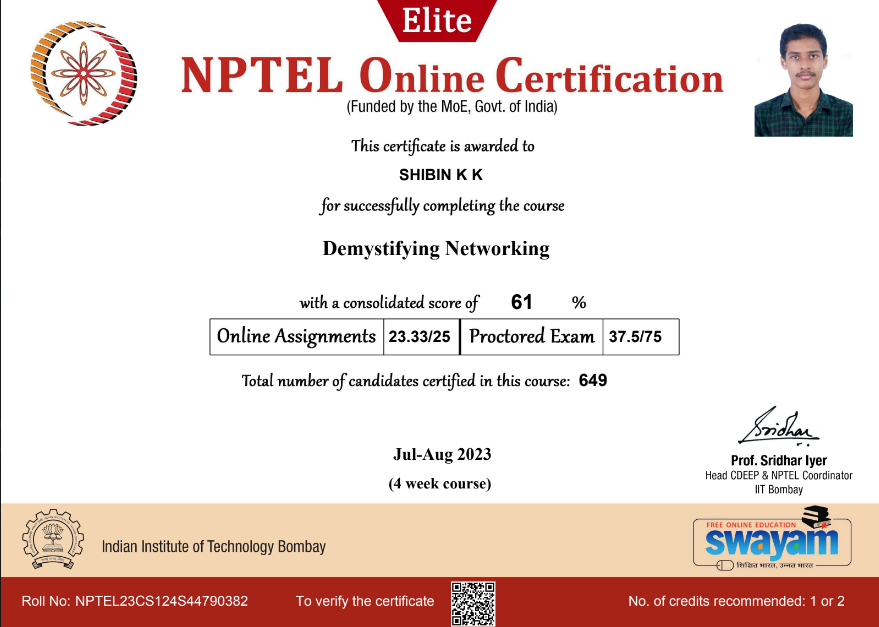 Elite
NPTEL Online Certification
(Funded by the MoE, Govt. of India)
This certificate is awarded to
SHIBIN K K
for successfully completing the course
Demystifying Networking
with a consolidated score of 61 %
Online Assignments 23.33/25 Proctored Exam 37.5/75
Total number of candidates certified in this course: 649
Sridhar
Prof. Sridhar Iyer
Head CDEEP & NPTEL Coordinator
IIT Bombay
Jul-Aug 2023
(4 week course)
Indian Institute of Technology Bombay
FREE ONLINE EDUCATION
swayam
शिक्षित भारत, उन्नत भारत
Roll No: NPTEL23CS124S44790382 To verify the certificate No. of credits recommended: 1 or 2